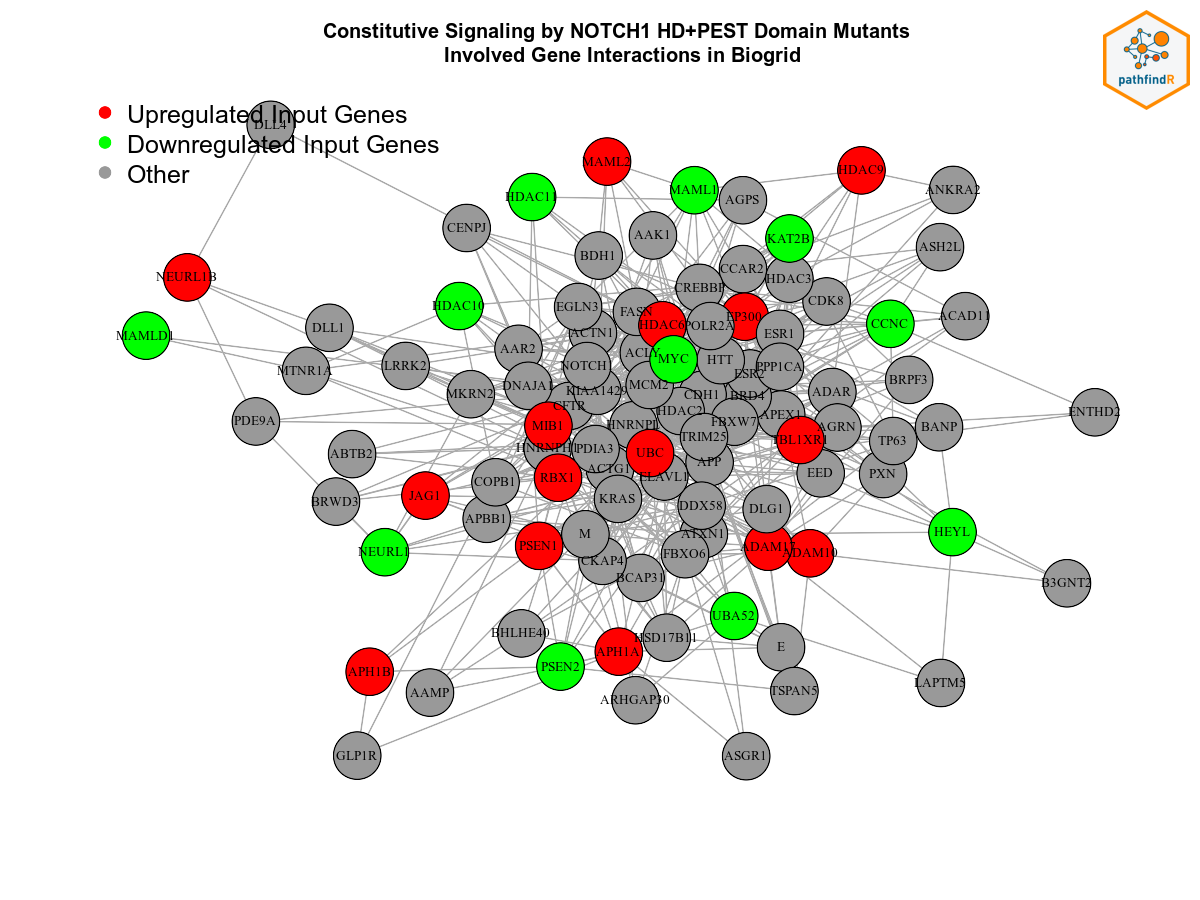 Constitutive Signaling by NOTCH1 HD+PEST Domain Mutants
Involved Gene Interactions in Biogrid
pathfindR
Upregulated Input Genes
Downregulated Input Genes
Other
DLL4
MAML2
HDAC9
MAML1
ANKRA2
HDAC11
AGPS
CENPJ
AAK1
KAT2B
ASH2L
BDH1
CCAR2
NEURL1B
HDAC3
CREBBP
CDK8
HDAC10
EGLN3
FASN
EP300
ACAD11
HDAC6
POLR2A
CCNC
DLL1
ACTN1
ESR1
MAMLD1
AAR2
ACLY
MYC
HTT
LRRK2
NOTCH
PPP1CA
MTNR1A
ESR2
BRPF3
DNAJA1
MCM2
MKRN2
KIAA1429
CDH1
BRD4
ADAR
CFTR
HDAC2
ENTHD2
APEX1
PDE9A
FBXW7
MIB1
HNRNPL
AGRN
BANP
TRIM25
TBL1XR1
TP63
HNRNPH1
PDIA3
UBC
ABTB2
APP
ACTG1
EED
PXN
RBX1
ELAVL1
COPB1
JAG1
KRAS
BRWD3
DDX58
DLG1
APBB1
M
ATXN1
HEYL
PSEN1
ADAM17
ADAM10
NEURL1
FBXO6
CKAP4
BCAP31
B3GNT2
UBA52
BHLHE40
HSD17B11
E
APH1A
PSEN2
APH1B
LAPTM5
AAMP
TSPAN5
ARHGAP30
GLP1R
ASGR1